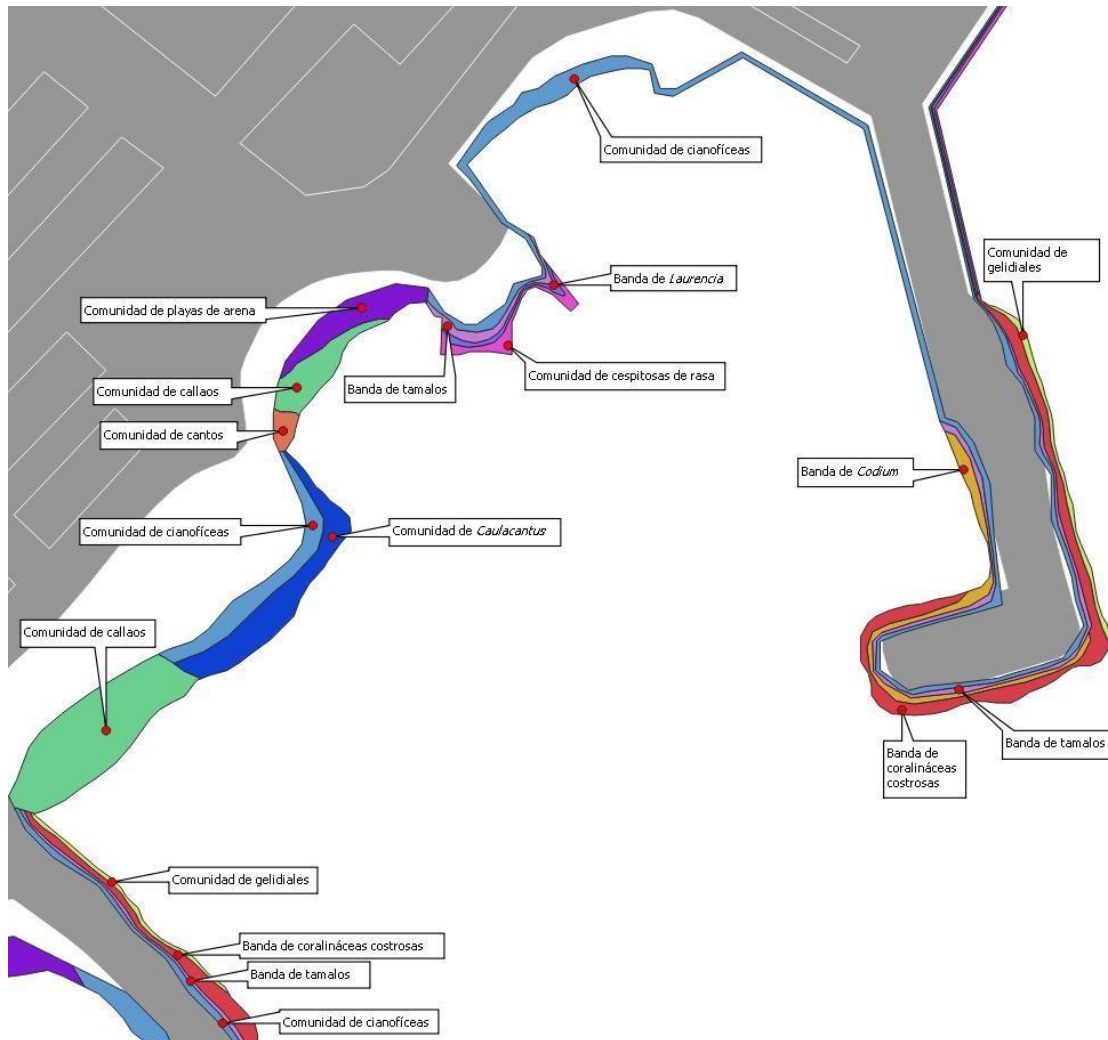 Comunidad de cianofíceas
Comunidad de
gelidiales
Banda de Laurencia
Comunidad de playas de arena
Banda de tamalos
Comunidad de cespitosas de rasa
Comunidad de callaos
Comunidad de cantos
Banda de Codium
Comunidad de cianofíceas
Comunidad de Caulacantus
Comunidad de callaos
Banda de
coralináceas
costrosas
Banda de tamalos
Comunidad de gelidiales
Banda de coralináceas costrosas
Banda de tamalos
Comunidad de cianofíceas